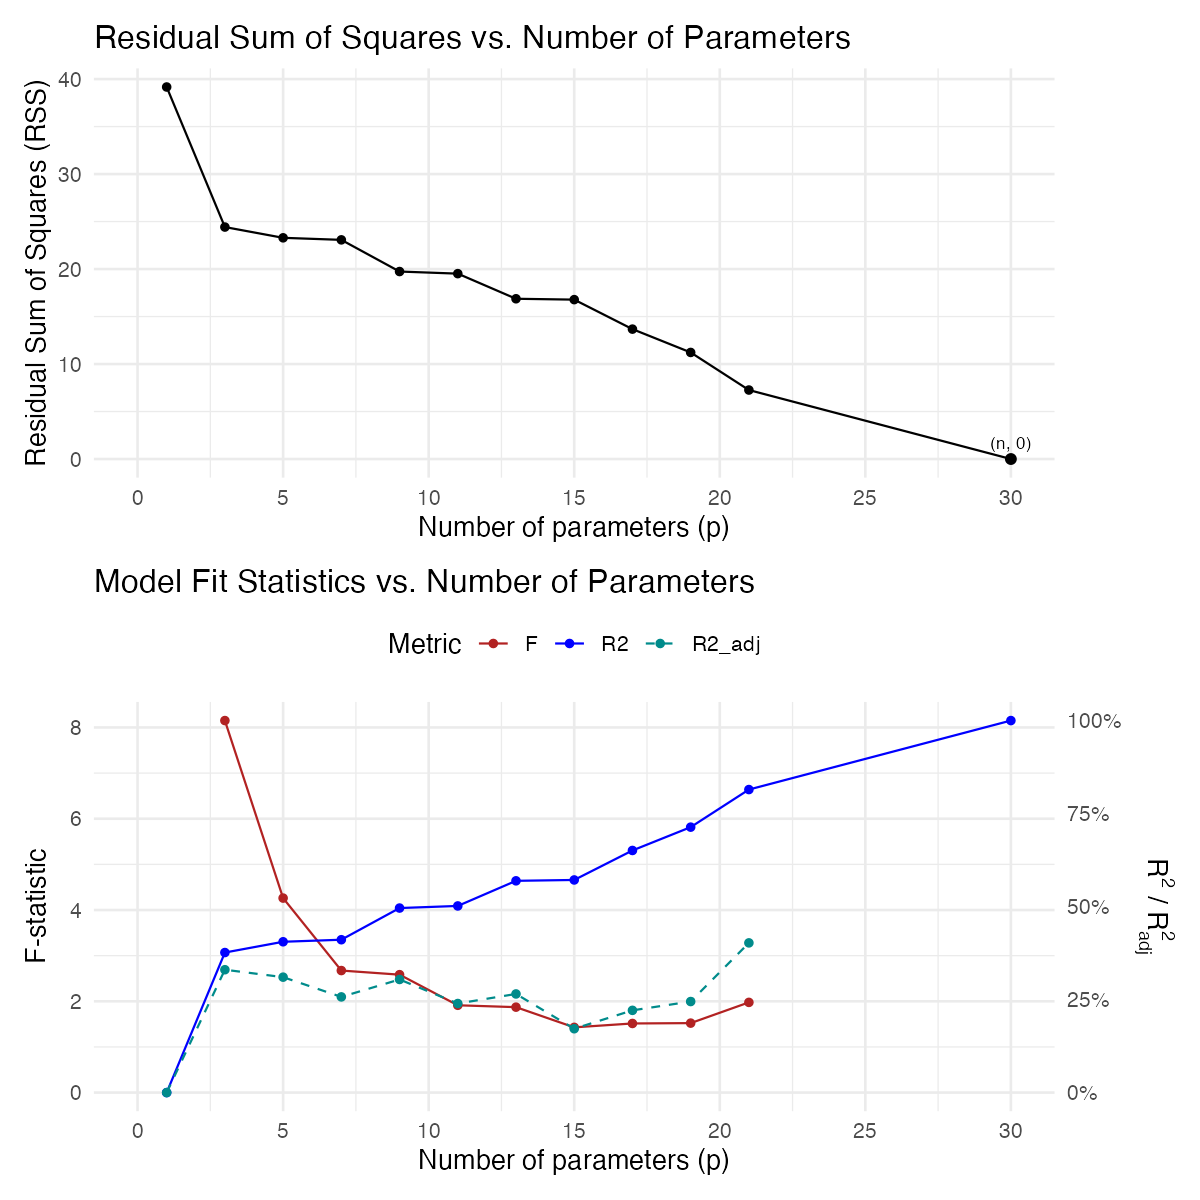 Residual Sum of Squares vs. Number of Parameters
Residual Sum of Squares (RSS)
40
30
20
10
0
(n, 0)
0 5 10 15 20 25 30
Number of parameters (p)
Model Fit Statistics vs. Number of Parameters
Metric F R2 R2_adj
F-statistic
8
6
4
2
0
100%
75%
50%
25%
0%
R² / R²adj
0 5 10 15 20 25 30
Number of parameters (p)